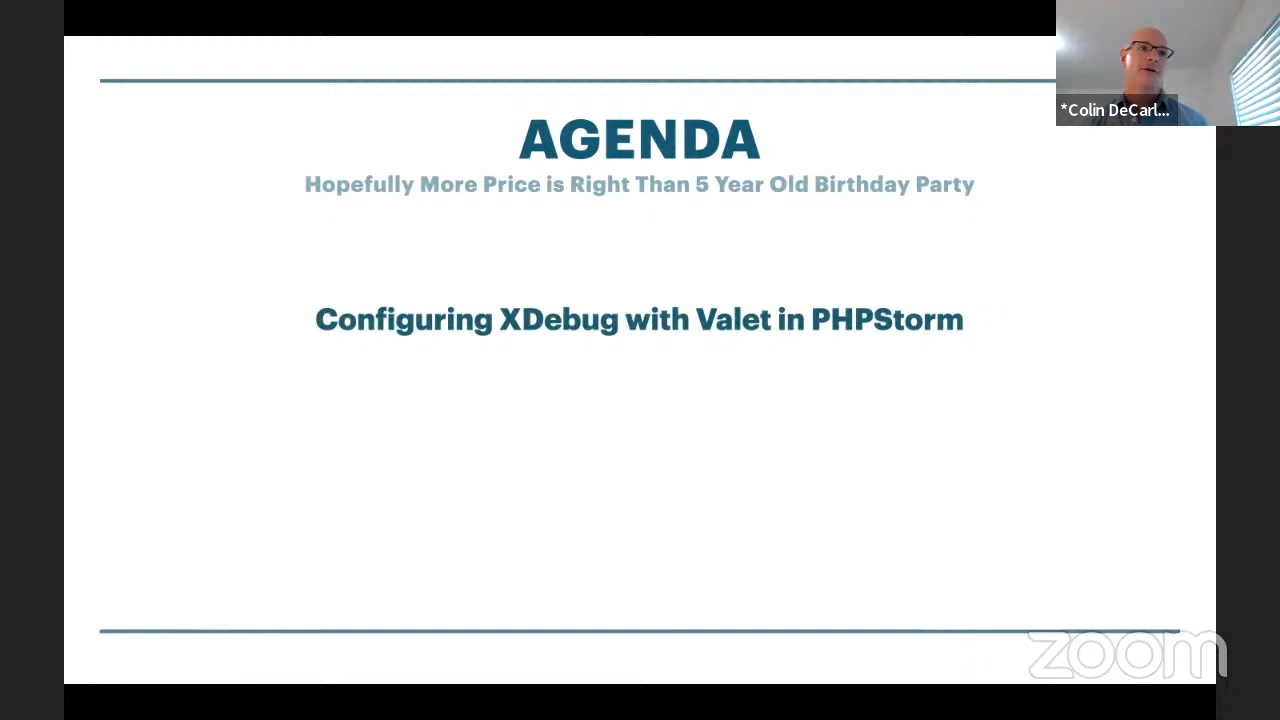 AGENDA
Hopefully More Price is Right Than 5 Year Old Birthday Party
Configuring XDebug with Valet in PHPStorm
*Colin DeCarl...
zoom